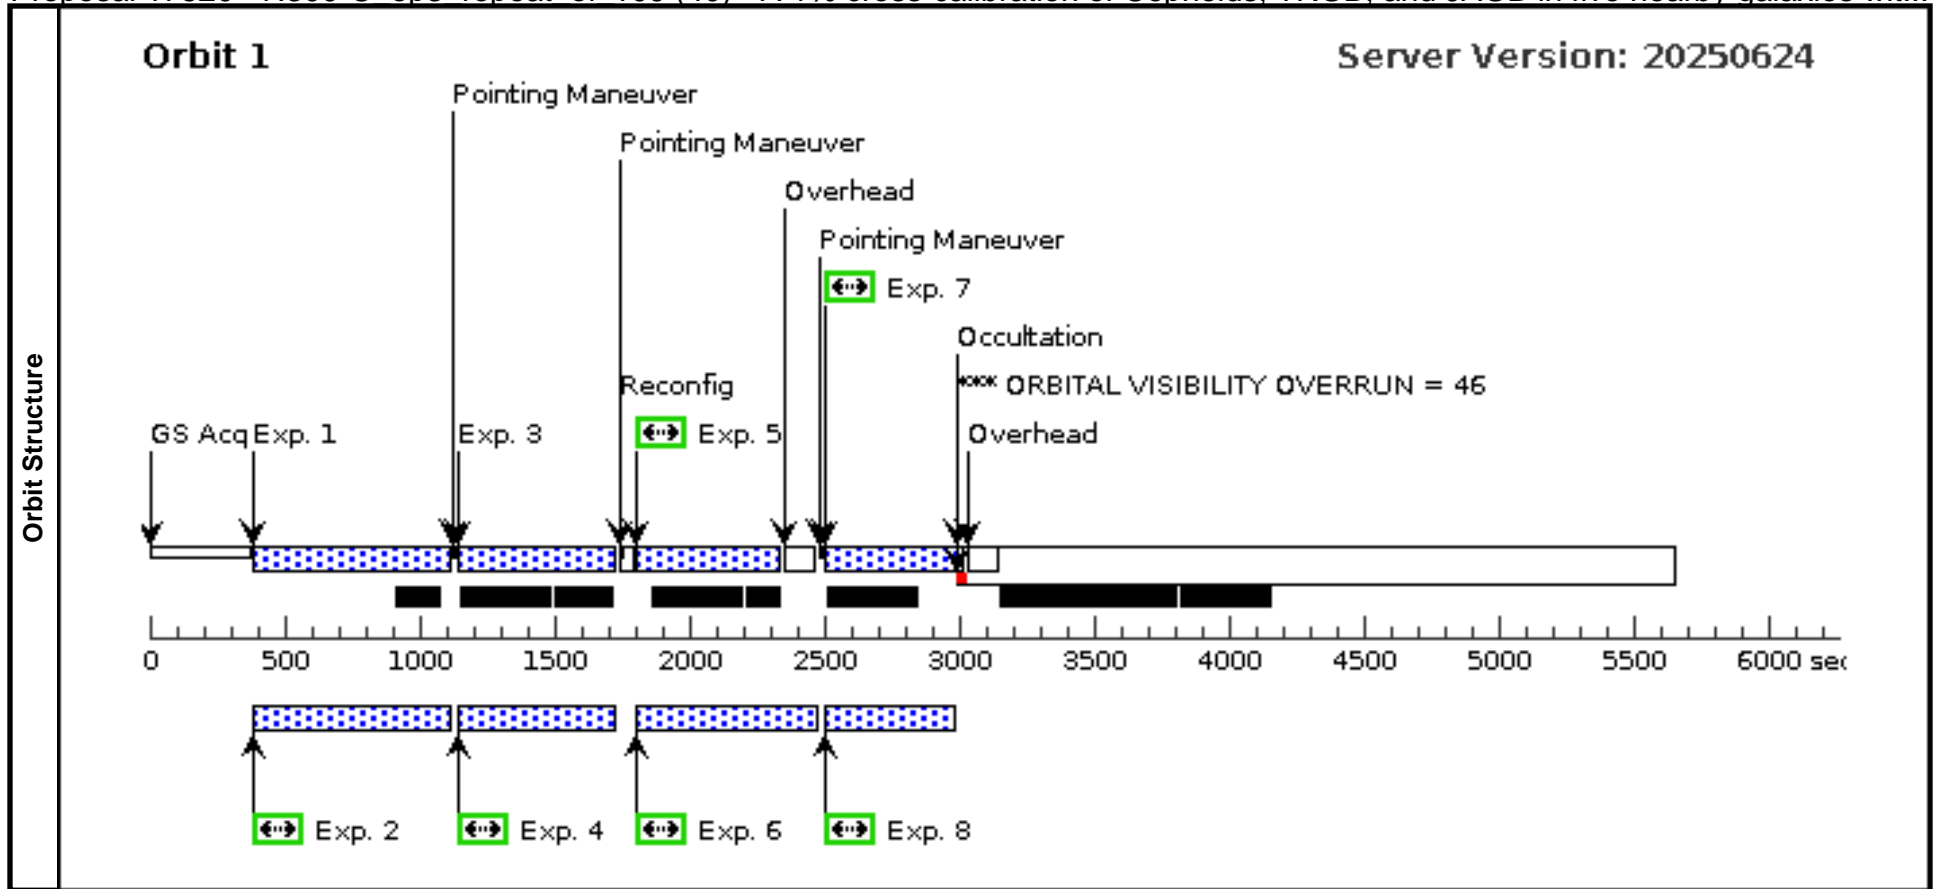 Orbit 1
Server Version: 20250624
Pointing Maneuver
Pointing Maneuver
Overhead
Pointing Maneuver
Exp. 7
Occultation
Reconfig
**** ORBITAL VISIBILITY OVERRUN = 46
GS Acq Exp. 1
Exp. 3
Exp. 5
Overhead
Orbit Structure
0 500 1000 1500 2000 2500 3000 3500 4000 4500 5000 5500 6000 sec
Exp. 2
Exp. 4
Exp. 6
Exp. 8